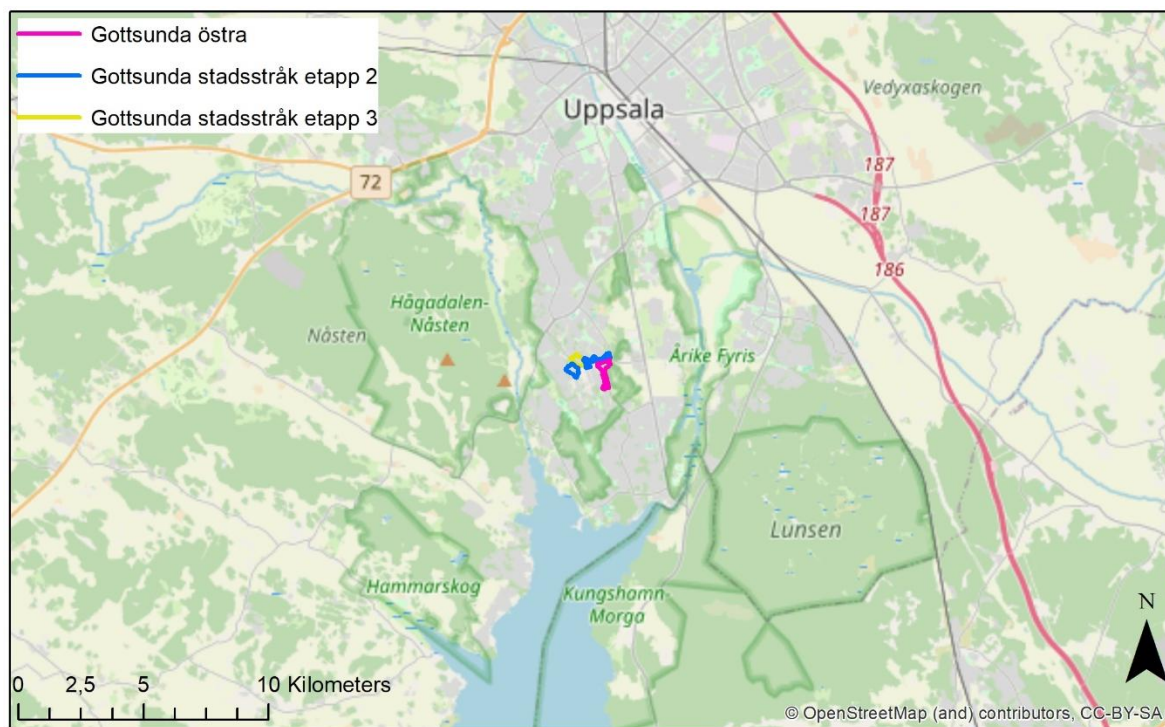 Gottsunda östra
Gottsunda stadsstråk etapp 2
Gottsunda stadsstråk etapp 3
Uppsala
Vedyxaskogen
72
187
187
186
Hågadalen-
Nåsten
Nåsten
Årike Fyris
Lunsen
Hammarskog
Kungshamn-
Morga
N
0 2,5 5 10 Kilometers
© OpenStreetMap (and) contributors, CC-BY-SA